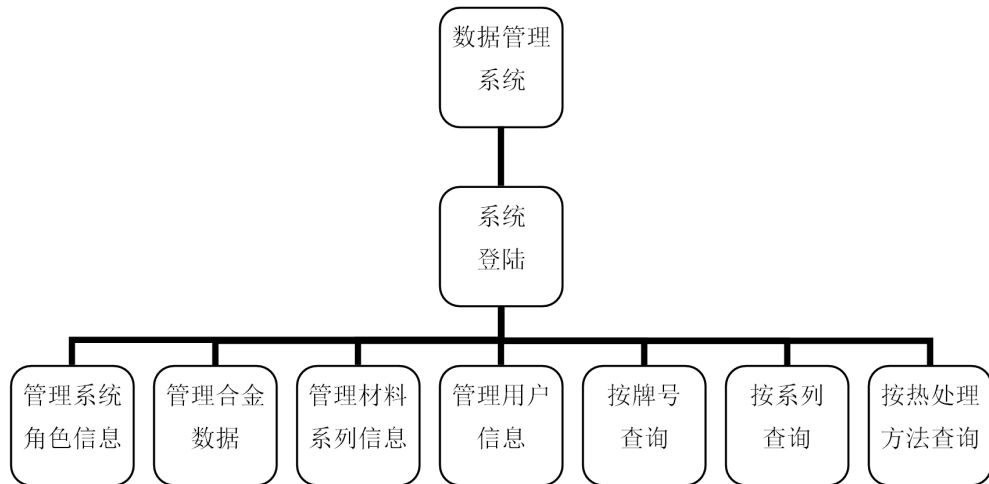 数据管理
系统
系统
登陆
管理系统
角色信息
管理合金
数据
管理材料
系列信息
管理用户
信息
按牌号
查询
按系列
查询
按热处理
方法查询